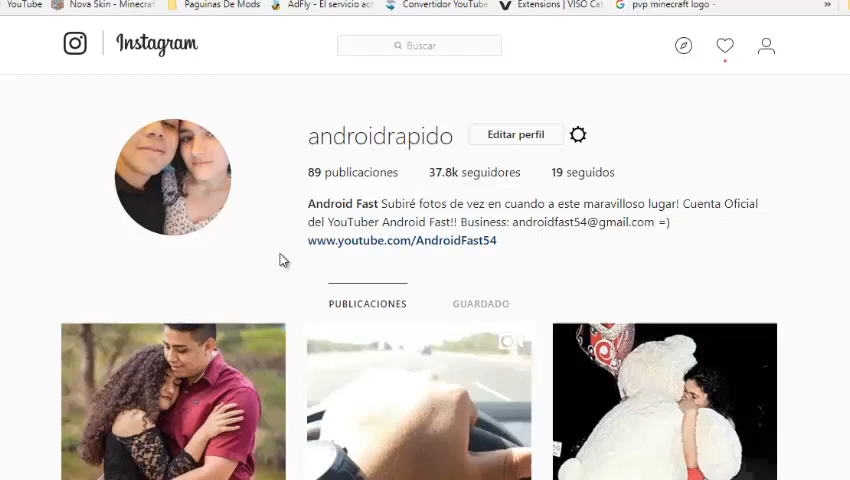 YouTube Nova Skin - Minecraf Paguinas De Mods AdFly - El servicio ac Convertidor YouTube Extensions | VISO Ca pvp minecraft logo - »
Instagram Buscar
androidrapido Editar perfil
89 publicaciones 37.8k seguidores 19 seguidos
Android Fast Subiré fotos de vez en cuando a este maravilloso lugar! Cuenta Oficial
del YouTuber Android Fast!! Business: androidfast54@gmail.com =)
www.youtube.com/AndroidFast54
PUBLICACIONES GUARDADO